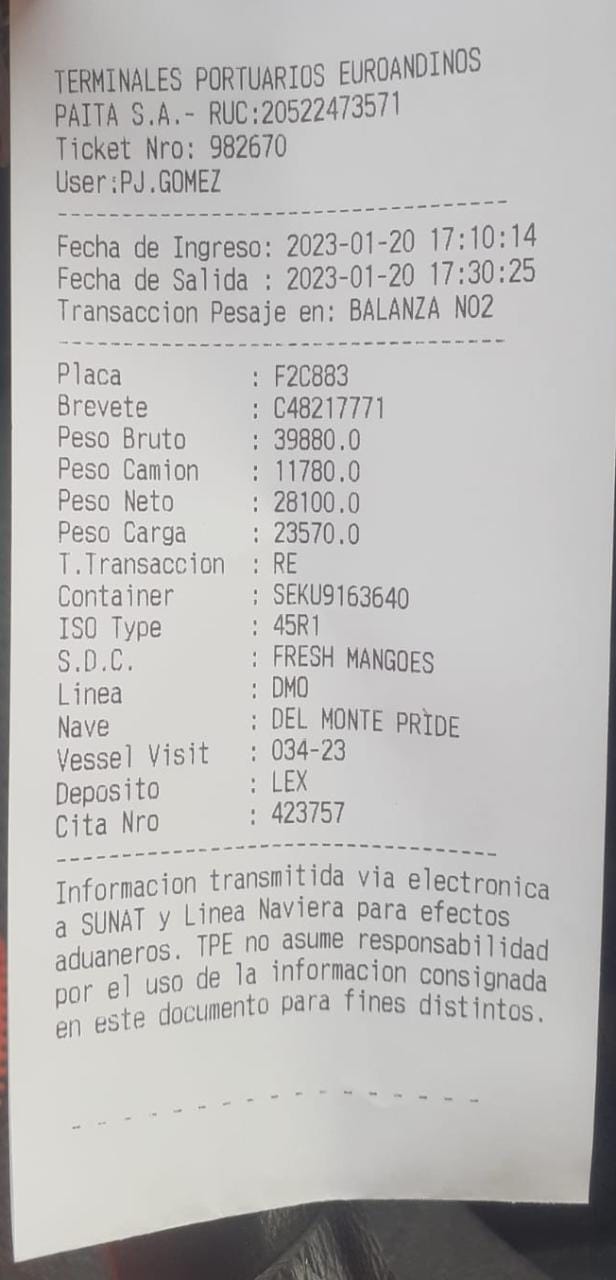 TERMINALES PORTUARIOS EUROANDINOS
PAITA S.A.- RUC:20522473571
Ticket Nro: 982670
User:PJ.GOMEZ
Fecha de Ingreso: 2023-01-20 17:10:14
Fecha de Salida : 2023-01-20 17:30:25
Transaccion Pesaje en: BALANZA NO2
Placa : F2C883
Brevete : C48217771
Peso Bruto : 39880.0
Peso Camion : 11780.0
Peso Neto : 28100.0
Peso Carga : 23570.0
T.Transaccion : RE
Container : SEKU9163640
ISO Type : 45R1
S.D.C. : FRESH MANGOES
Linea : DMO
Nave : DEL MONTE PRIDE
Vessel Visit : 034-23
Deposito : LEX
Cita Nro : 423757
Informacion transmitida via electronica
a SUNAT y Linea Naviera para efectos
aduaneros. TPE no asume responsabilidad
por el uso de la informacion consignada
en este documento para fines distintos.